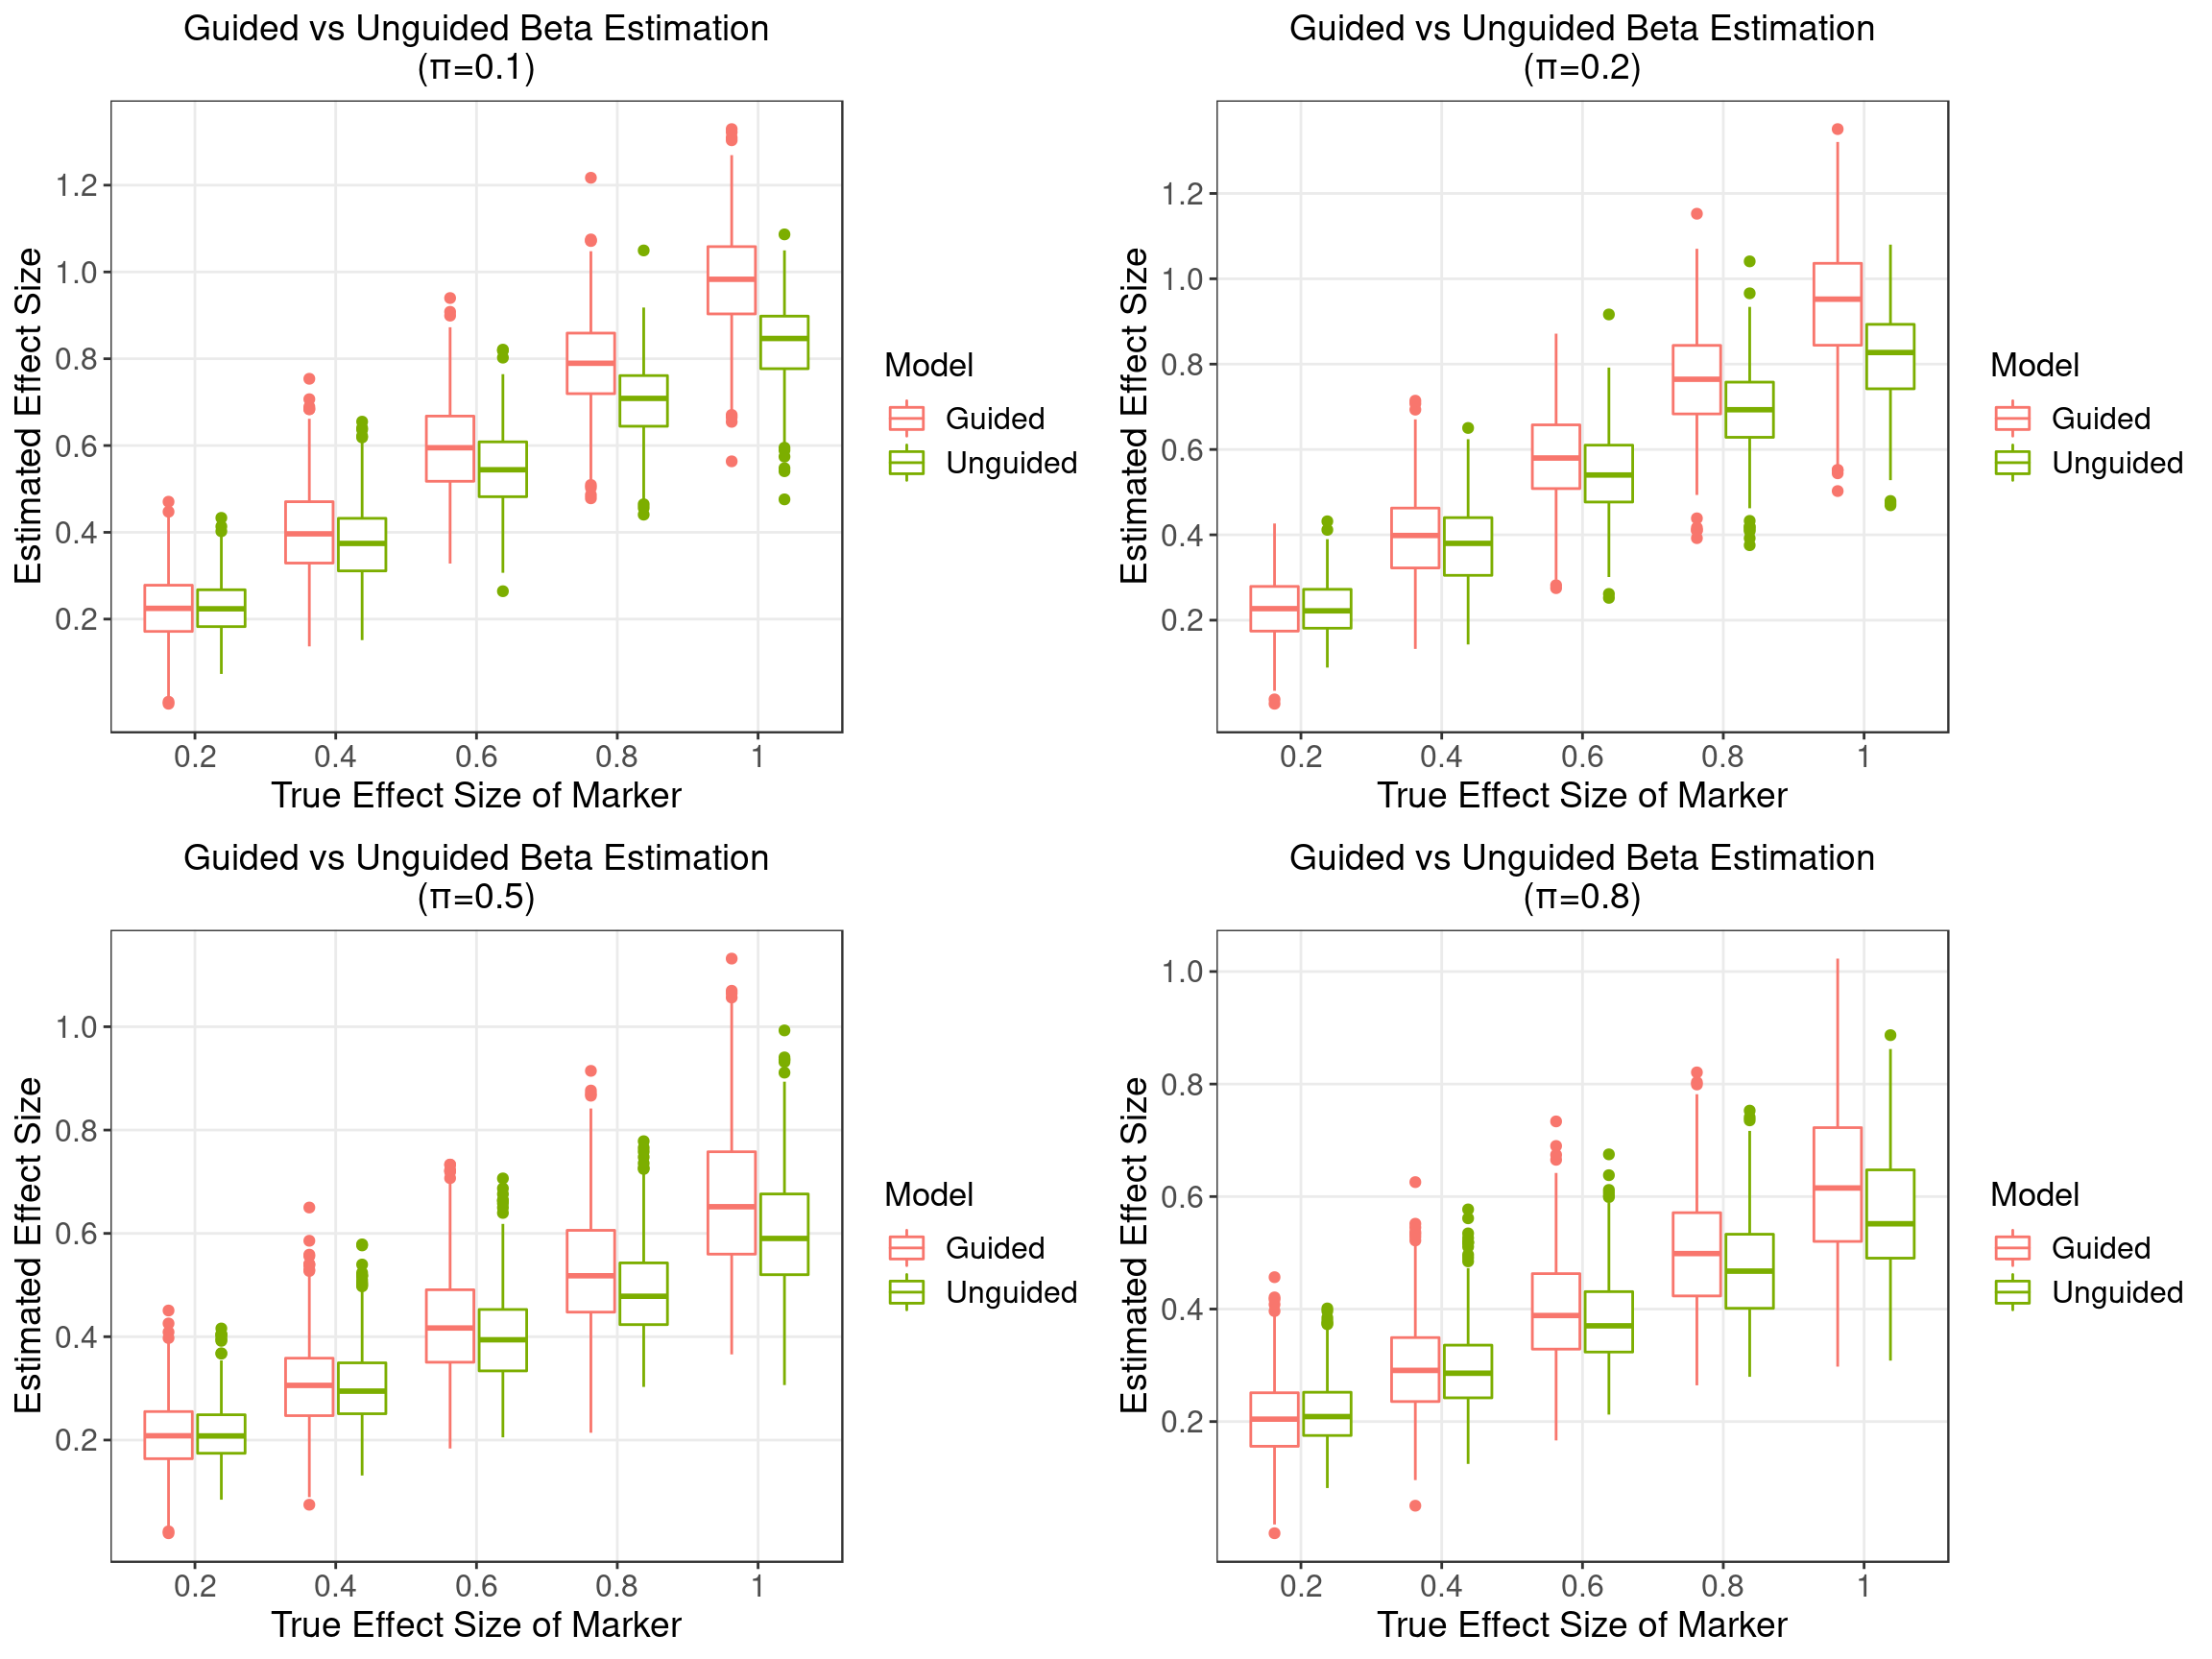 Guided vs Unguided Beta Estimation
(π=0.1)
Estimated Effect Size
1.2
1.0
0.8
0.6
0.4
0.2
0.2 0.4 0.6 0.8 1
True Effect Size of Marker
Model
Guided
Unguided
Guided vs Unguided Beta Estimation
(π=0.2)
Estimated Effect Size
1.2
1.0
0.8
0.6
0.4
0.2
0.2 0.4 0.6 0.8 1
True Effect Size of Marker
Model
Guided
Unguided
Guided vs Unguided Beta Estimation
(π=0.5)
Estimated Effect Size
1.0
0.8
0.6
0.4
0.2
0.2 0.4 0.6 0.8 1
True Effect Size of Marker
Model
Guided
Unguided
Guided vs Unguided Beta Estimation
(π=0.8)
Estimated Effect Size
1.0
0.8
0.6
0.4
0.2
0.2 0.4 0.6 0.8 1
True Effect Size of Marker
Model
Guided
Unguided